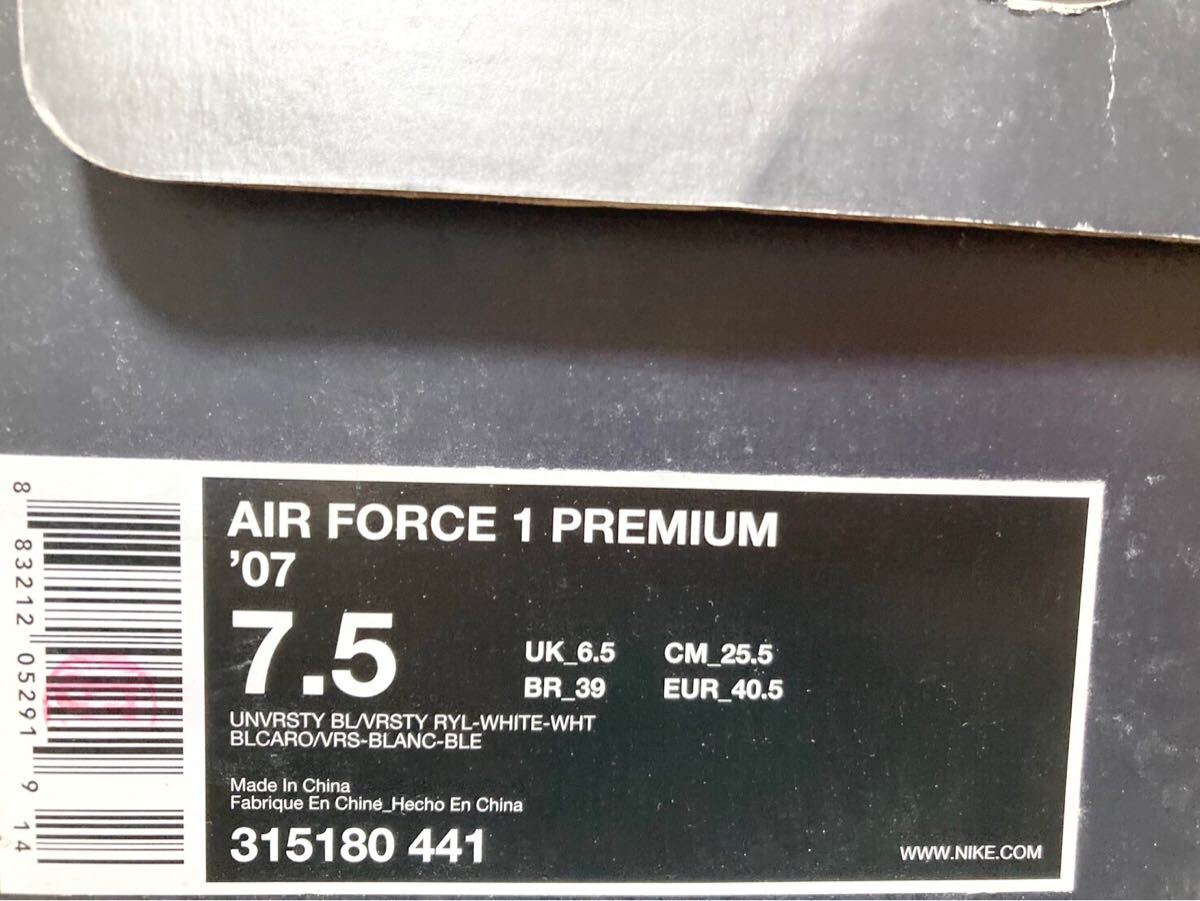 AIR FORCE 1 PREMIUM
’07
7.5
UK_6.5 CM_25.5
BR_39 EUR_40.5
UNVRSTY BL/VRSTY RYL-WHITE-WHT
BLCARO/VRS-BLANC-BLE
Made In China
Fabrique En Chine_Hecho En China
315180 441
WWW.NIKE.COM
8 83212 05291 9 14